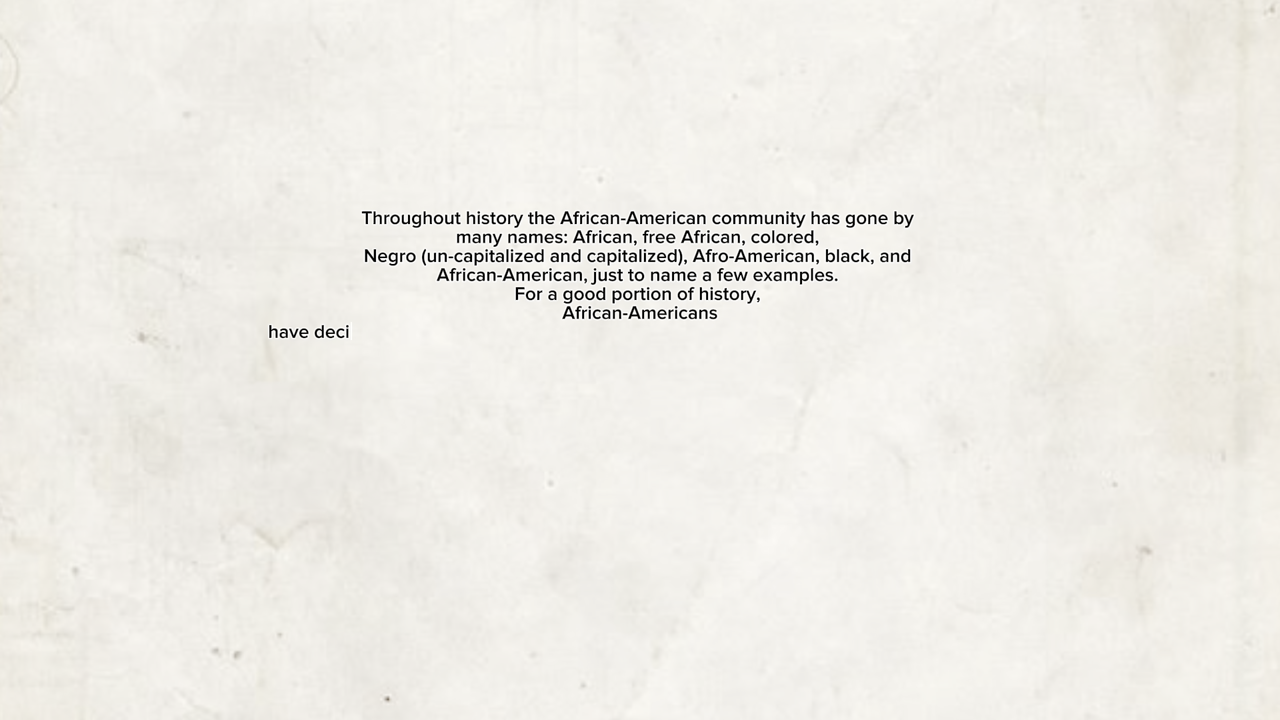 Throughout history the African-American community has gone by
many names: African, free African, colored,
Negro (un-capitalized and capitalized), Afro-American, black, and
African-American, just to name a few examples.
For a good portion of history,
African-Americans
have deci